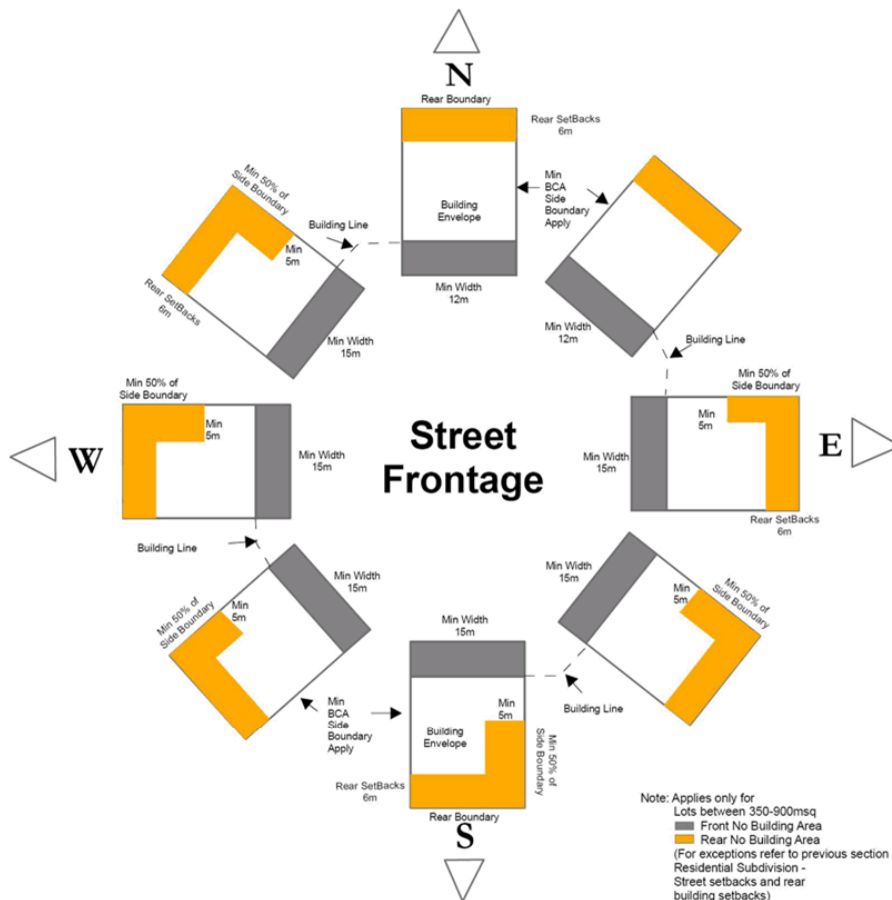 N
Rear Boundary
Rear SetBacks
6m
Min
BCA
Side
Boundary
Apply
Building
Envelope
Min Width
12m
Min Width
12m
Building Line
Min 50% of
Side Boundary
Building Line
Min
5m
Rear SetBacks
6m
Min Width
15m
Min 50% of
Side Boundary
Min
5m
W
Min Width
15m
Street
Frontage
Min 50% of
Side Boundary
Min
5m
Min Width
15m
E
Rear SetBacks
6m
Building Line
Min Width
15m
Min 50% of
Side Boundary
Min
5m
Min Width
15m
Min 50% of
Side Boundary
Min
5m
Building Line
Min Width
15m
Min
BCA
Side
Boundary
Apply
Building
Envelope
Min
5m
Min 50% of
Side Boundary
Rear SetBacks
6m
Rear Boundary
S
Note: Applies only for
Lots between 350-900msq
Front No Building Area
Rear No Building Area
(For exceptions refer to previous section
Residential Subdivision -
Street setbacks and rear
building setbacks)